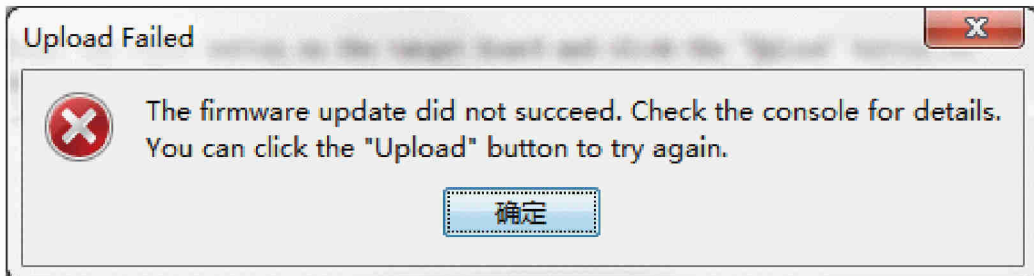 Upload Failed
The firmware update did not succeed. Check the console for details.
You can click the "Upload" button to try again.
确定